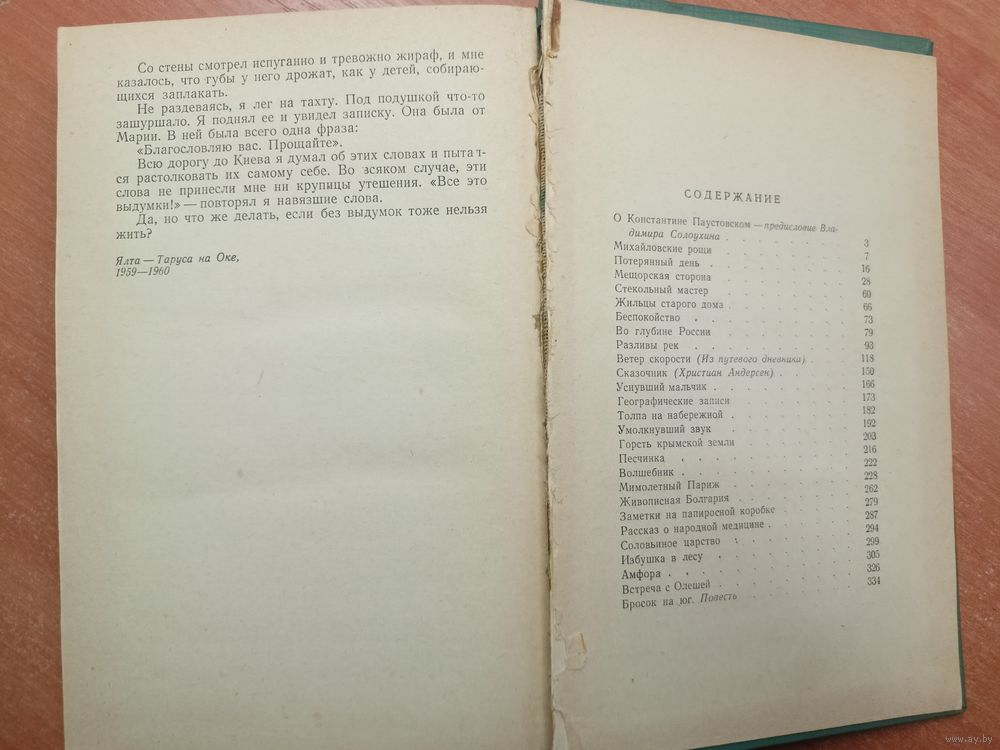 Со стены смотрел испуганно и тревожно жираф, и мне
казалось, что губы у него дрожат, как у детей, собираю-
щихся заплакать.
Не раздеваясь, я лег на тахту. Под подушкой что-то
зашуршало. Я поднял ее и увидел записку. Она была от
Марии. В ней была всего одна фраза:
«Благословляю вас. Прощайте».
Всю дорогу до Киева я думал об этих словах и пытал-
ся растолковать их самому себе. Во всяком случае, эти
слова не принесли мне ни крупицы утешения. «Все это
выдумки!» — повторял я навязшие слова.
Да, но что же делать, если без выдумок тоже нельзя
жить?
Ялта — Таруса на Оке,
1959—1960
СОДЕРЖАНИЕ
О Константине Паустовском — предисловие Вла-
димира Солоухина . . . . . . . 3
Михайловские рощи . . . . . . . 7
Потерянный день . . . . . . . 16
Мещорская сторона . . . . . . . 28
Стекольный мастер . . . . . . . 60
Жильцы старого дома . . . . . . . 66
Беспокойство . . . . . . . 73
Во глубине России . . . . . . . 79
Разливы рек . . . . . . . 93
Ветер скорости (Из путевого дневника) . . . 118
Сказочник (Христиан Андерсен) . . . . 150
Уснувший мальчик . . . . . . . 166
Географические записи . . . . . . . 173
Толпа на набережной . . . . . . . 182
Умолкнувший звук . . . . . . . 192
Горсть крымской земли . . . . . . . 203
Песчинка . . . . . . . 216
Волшебник . . . . . . . 222
Мимолетный Париж . . . . . . . 228
Живописная Болгария . . . . . . . 262
Заметки на папиросной коробке . . . . . 279
Рассказ о народной медицине . . . . . 287
Соловьиное царство . . . . . . . 294
Избушка в лесу . . . . . . . 299
Амфора . . . . . . . 305
Встреча с Олешей . . . . . . . 326
Бросок на юг. Повесть . . . . . . . 334
www.ay.by